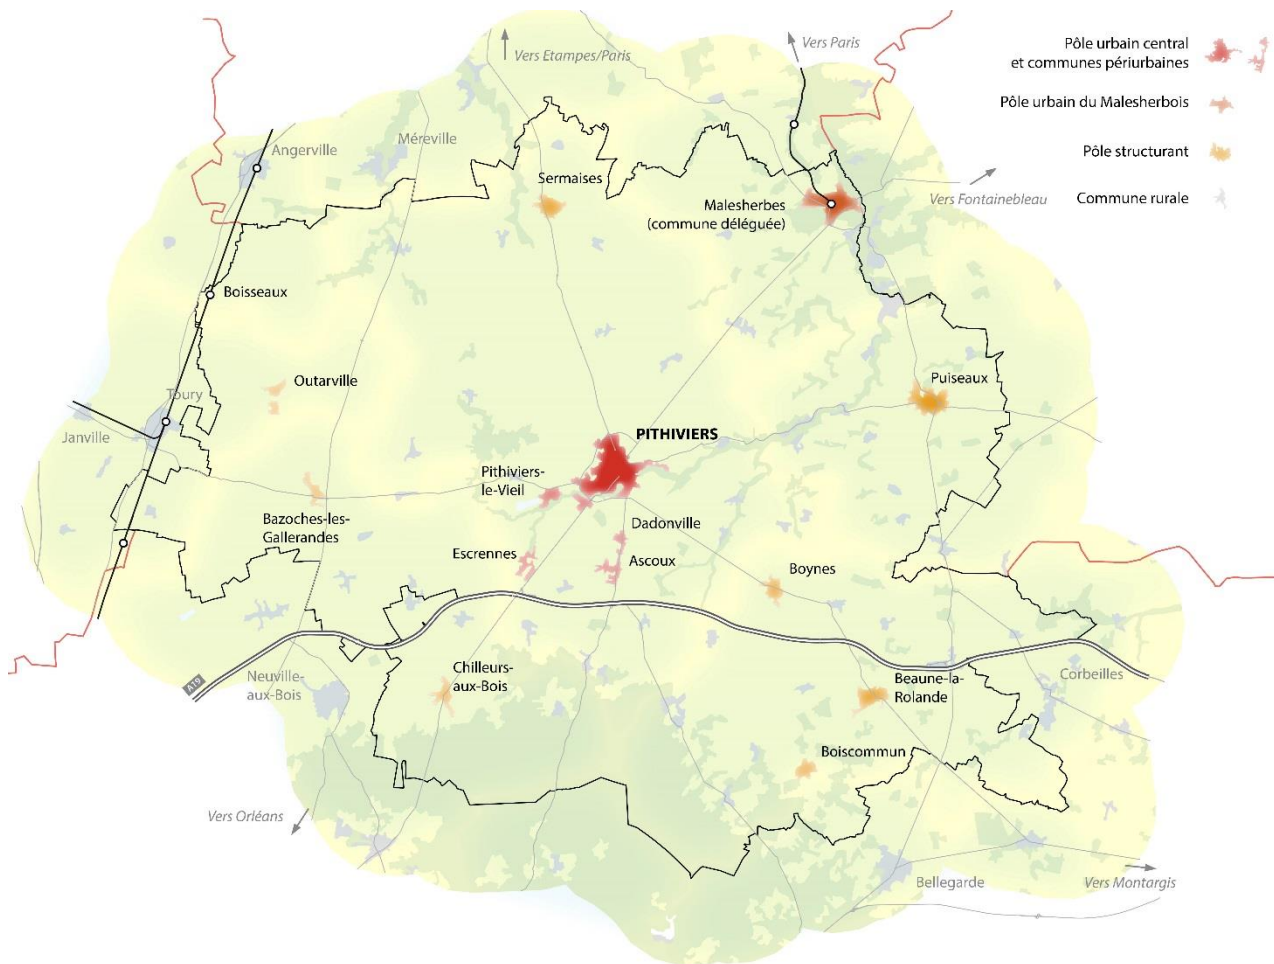 Vers Etampes/Paris
Vers Paris
Pôle urbain central
et communes périurbaines
Pôle urbain du Malesherbois
Pôle structurant
Commune rurale
Angerville
Méreville
Sermaises
Malesherbes
(commune déléguée)
Vers Fontainebleau
Boisseaux
Outarville
Puiseaux
Toury
Janville
PITHIVIERS
Pithiviers-
le-Vieil
Bazoches-les-
Gallerandes
Dadonville
Escrennes
Ascoux
Boynes
A19
Neuville-
aux-Bois
Chilleurs-
aux-Bois
Beaune-la-
Rolande
Corbeilles
Boiscommun
Vers Orléans
Bellegarde
Vers Montargis